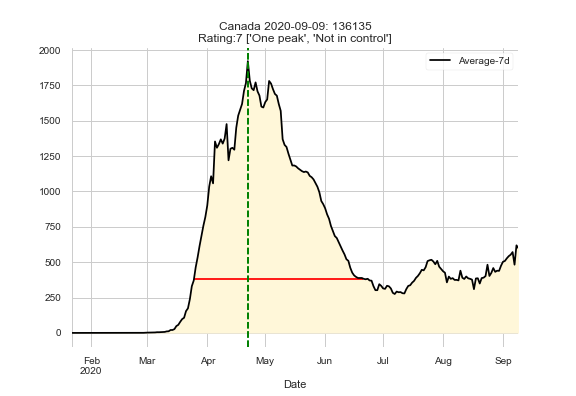 Canada 2020-09-09: 136135
Rating:7 ['One peak', 'Not in control']
Average-7d
2000
1750
1500
1250
1000
750
500
250
0
Feb Mar Apr May Jun Jul Aug Sep
2020
Date